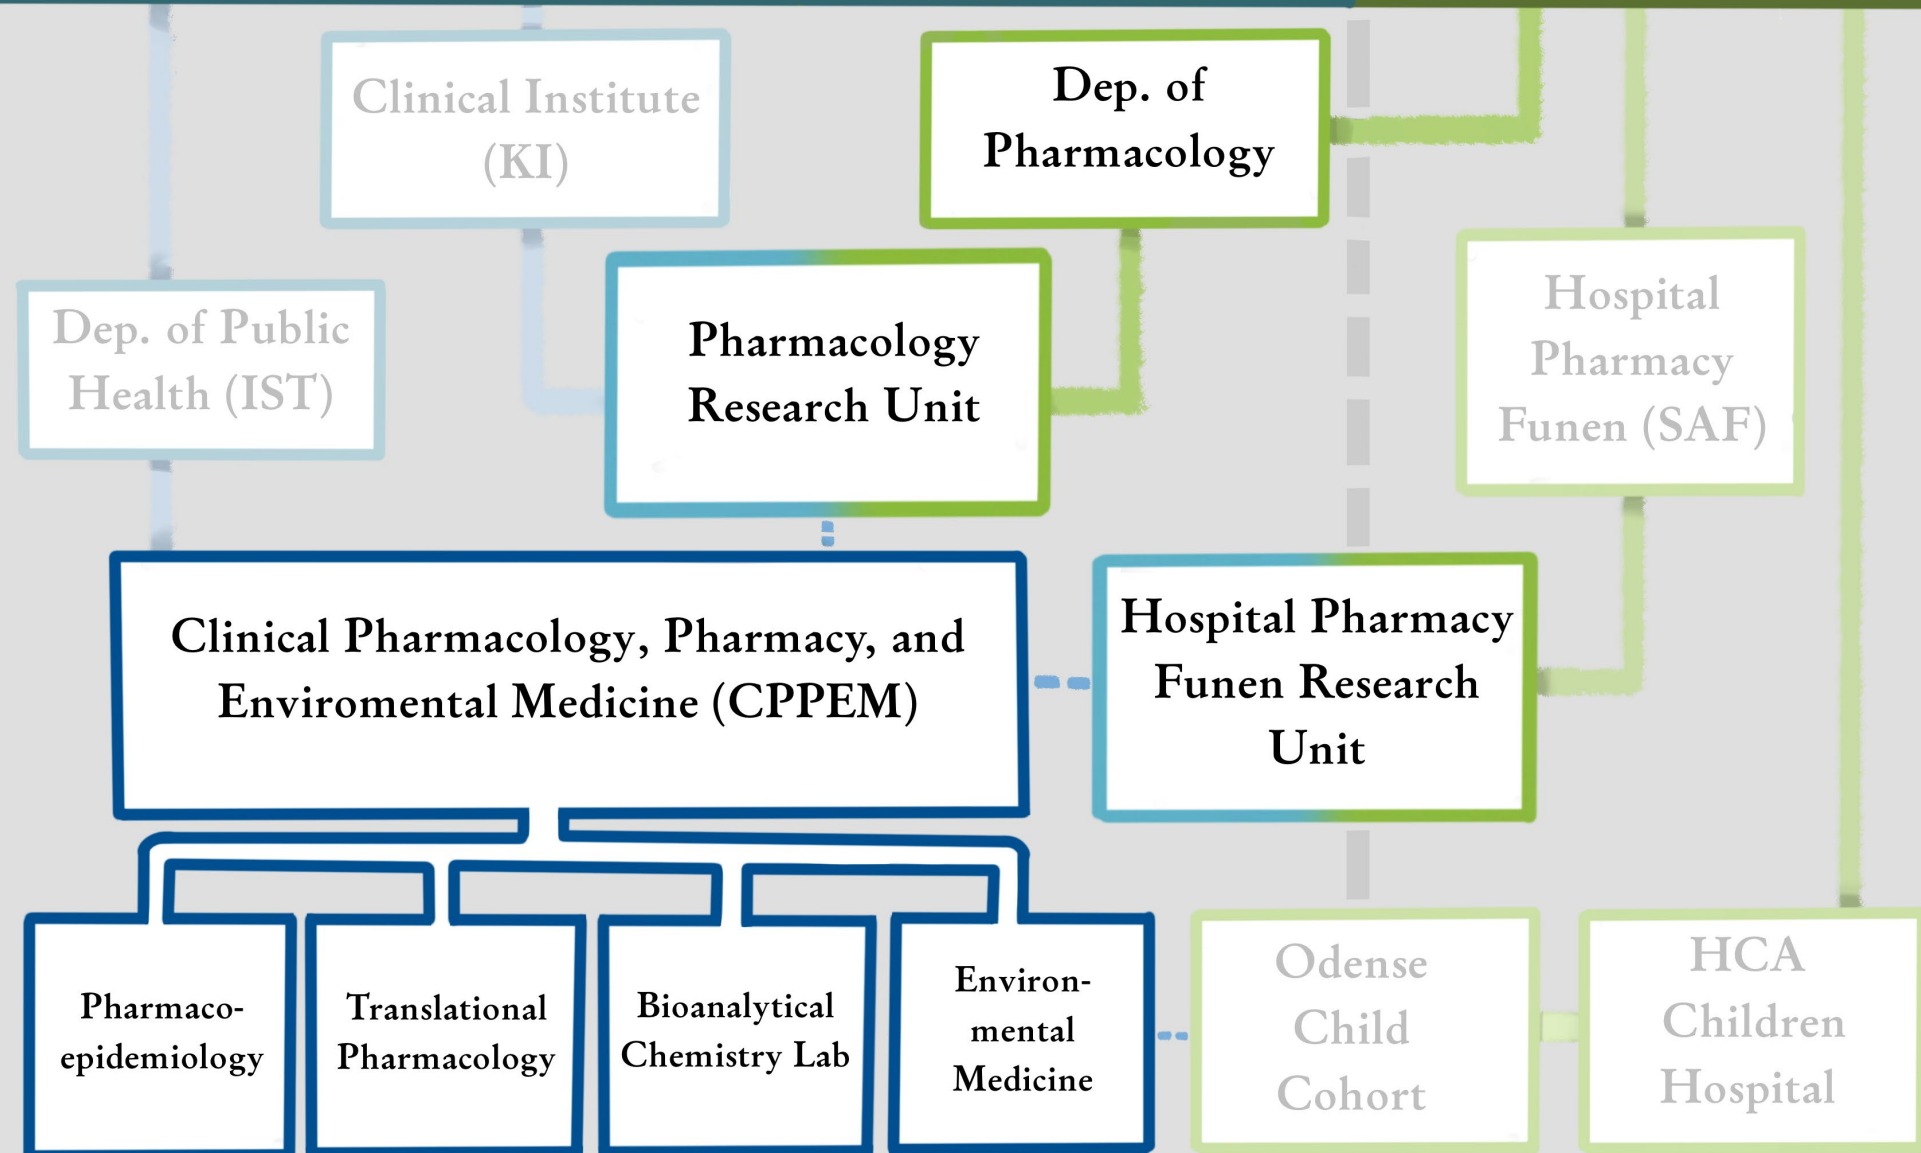 Clinical Institute
(KI)
Dep. of
Pharmacology
Dep. of Public
Health (IST)
Pharmacology
Research Unit
Hospital
Pharmacy
Funen (SAF)
Clinical Pharmacology, Pharmacy, and
Enviromental Medicine (CPPEM)
Hospital Pharmacy
Funen Research
Unit
Pharmaco-
epidemiology
Translational
Pharmacology
Bioanalytical
Chemistry Lab
Environ-
mental
Medicine
Odense
Child
Cohort
HCA
Children
Hospital